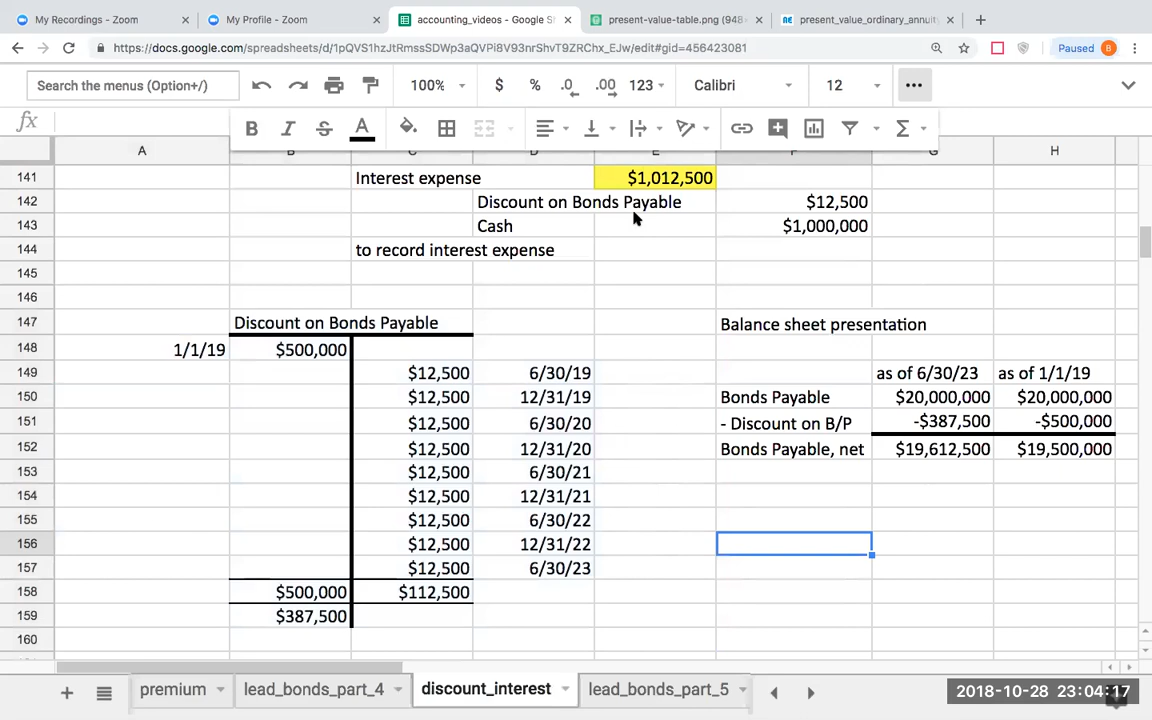 My Recordings - Zoom
My Profile - Zoom
accounting_videos - Google Sh
present-value-table.png (948×
present_value_ordinary_annuit
https://docs.google.com/spreadsheets/d/1pQVS1hzJtRmssSDWp3aQVPi8V93nrShvT9ZRChx_EJw/edit#gid=456423081
Paused B
Search the menus (Option+/)
100% $ % .0 .00 123 Calibri 12
B I S A
fx
A B C D E F G H
141 Interest expense $1,012,500
142 Discount on Bonds Payable $12,500
143 Cash $1,000,000
144 to record interest expense
145
146
147 Discount on Bonds Payable Balance sheet presentation
148 1/1/19 $500,000
149 $12,500 6/30/19 as of 6/30/23 as of 1/1/19
150 $12,500 12/31/19 Bonds Payable $20,000,000 $20,000,000
151 $12,500 6/30/20 - Discount on B/P -$387,500 -$500,000
152 $12,500 12/31/20 Bonds Payable, net $19,612,500 $19,500,000
153 $12,500 6/30/21
154 $12,500 12/31/21
155 $12,500 6/30/22
156 $12,500 12/31/22
157 $12,500 6/30/23
158 $500,000 $112,500
159 $387,500
160
premium lead_bonds_part_4 discount_interest lead_bonds_part_5
2018-10-28 23:04:17